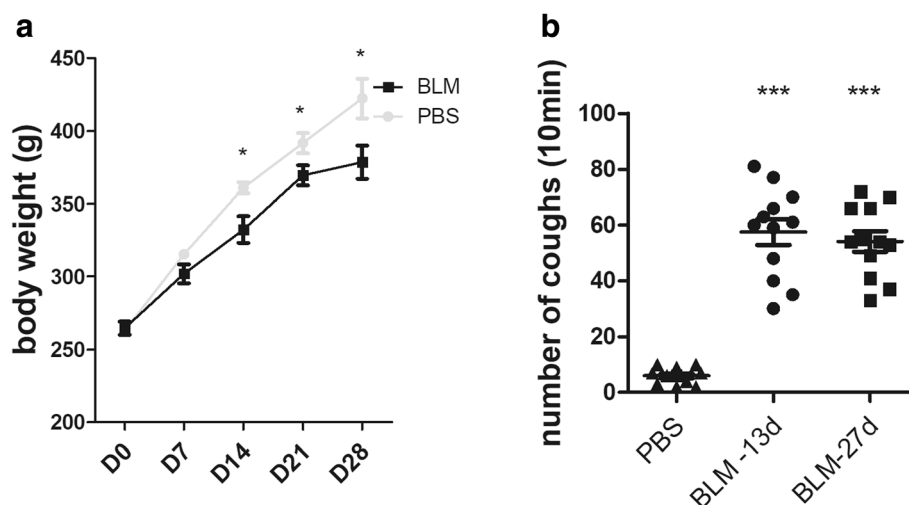 a
body weight (g)
450
400
350
300
250
200
D0
D7
D14
D21
D28
*
*
*
BLM
PBS
b
number of coughs (10min)
100
80
60
40
20
0
PBS
BLM -13d
BLM-27d
***
***